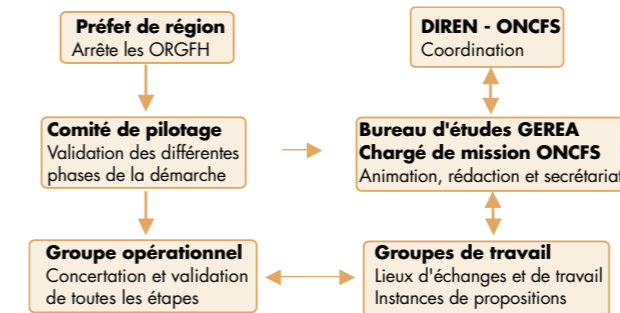 Préfet de région
Arrête les ORGFH
DIREN - ONCFS
Coordination
Comité de pilotage
Validation des différentes
phases de la démarche
Bureau d'études GEREA
Chargé de mission ONCFS
Animation, rédaction et secrétariat
Groupe opérationnel
Concertation et validation
de toutes les étapes
Groupes de travail
Lieux d'échanges et de travail
Instances de propositions